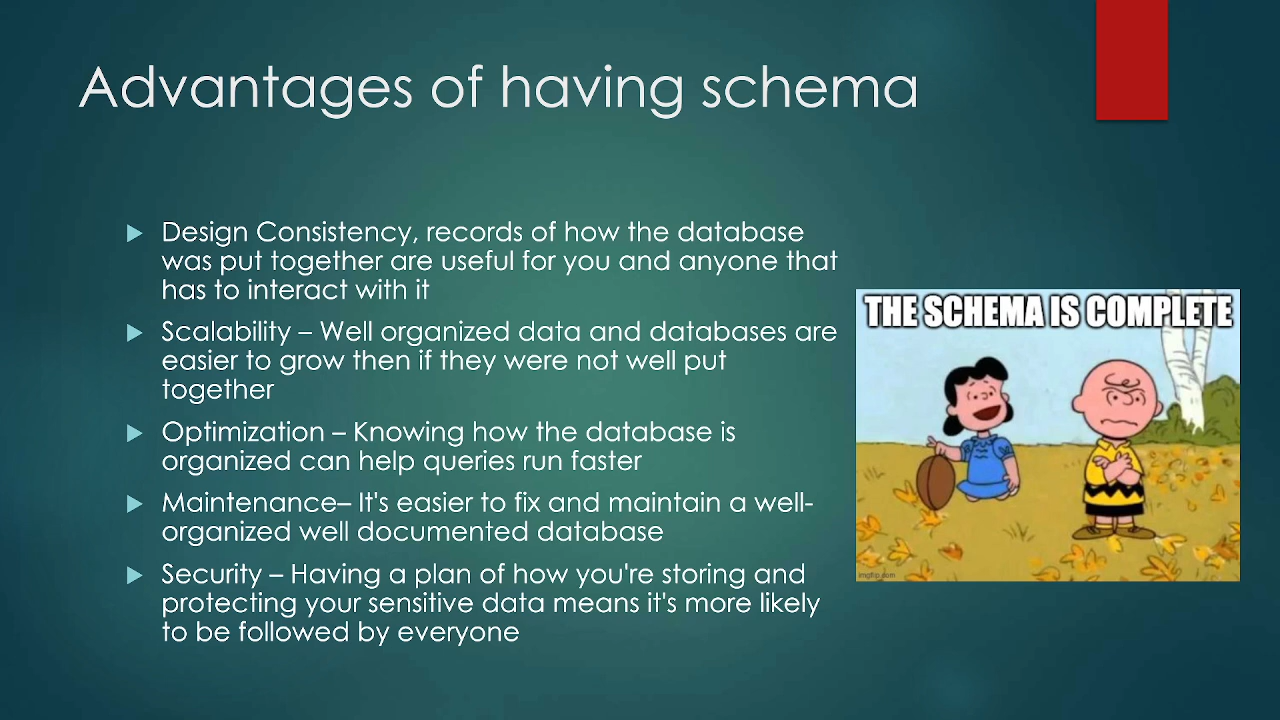 Advantages of having schema
Design Consistency, records of how the database
was put together are useful for you and anyone that
has to interact with it
Scalability – Well organized data and databases are
easier to grow then if they were not well put
together
Optimization – Knowing how the database is
organized can help queries run faster
Maintenance– It's easier to fix and maintain a well-
organized well documented database
Security – Having a plan of how you're storing and
protecting your sensitive data means it's more likely
to be followed by everyone
THE SCHEMA IS COMPLETE
imgflip.com